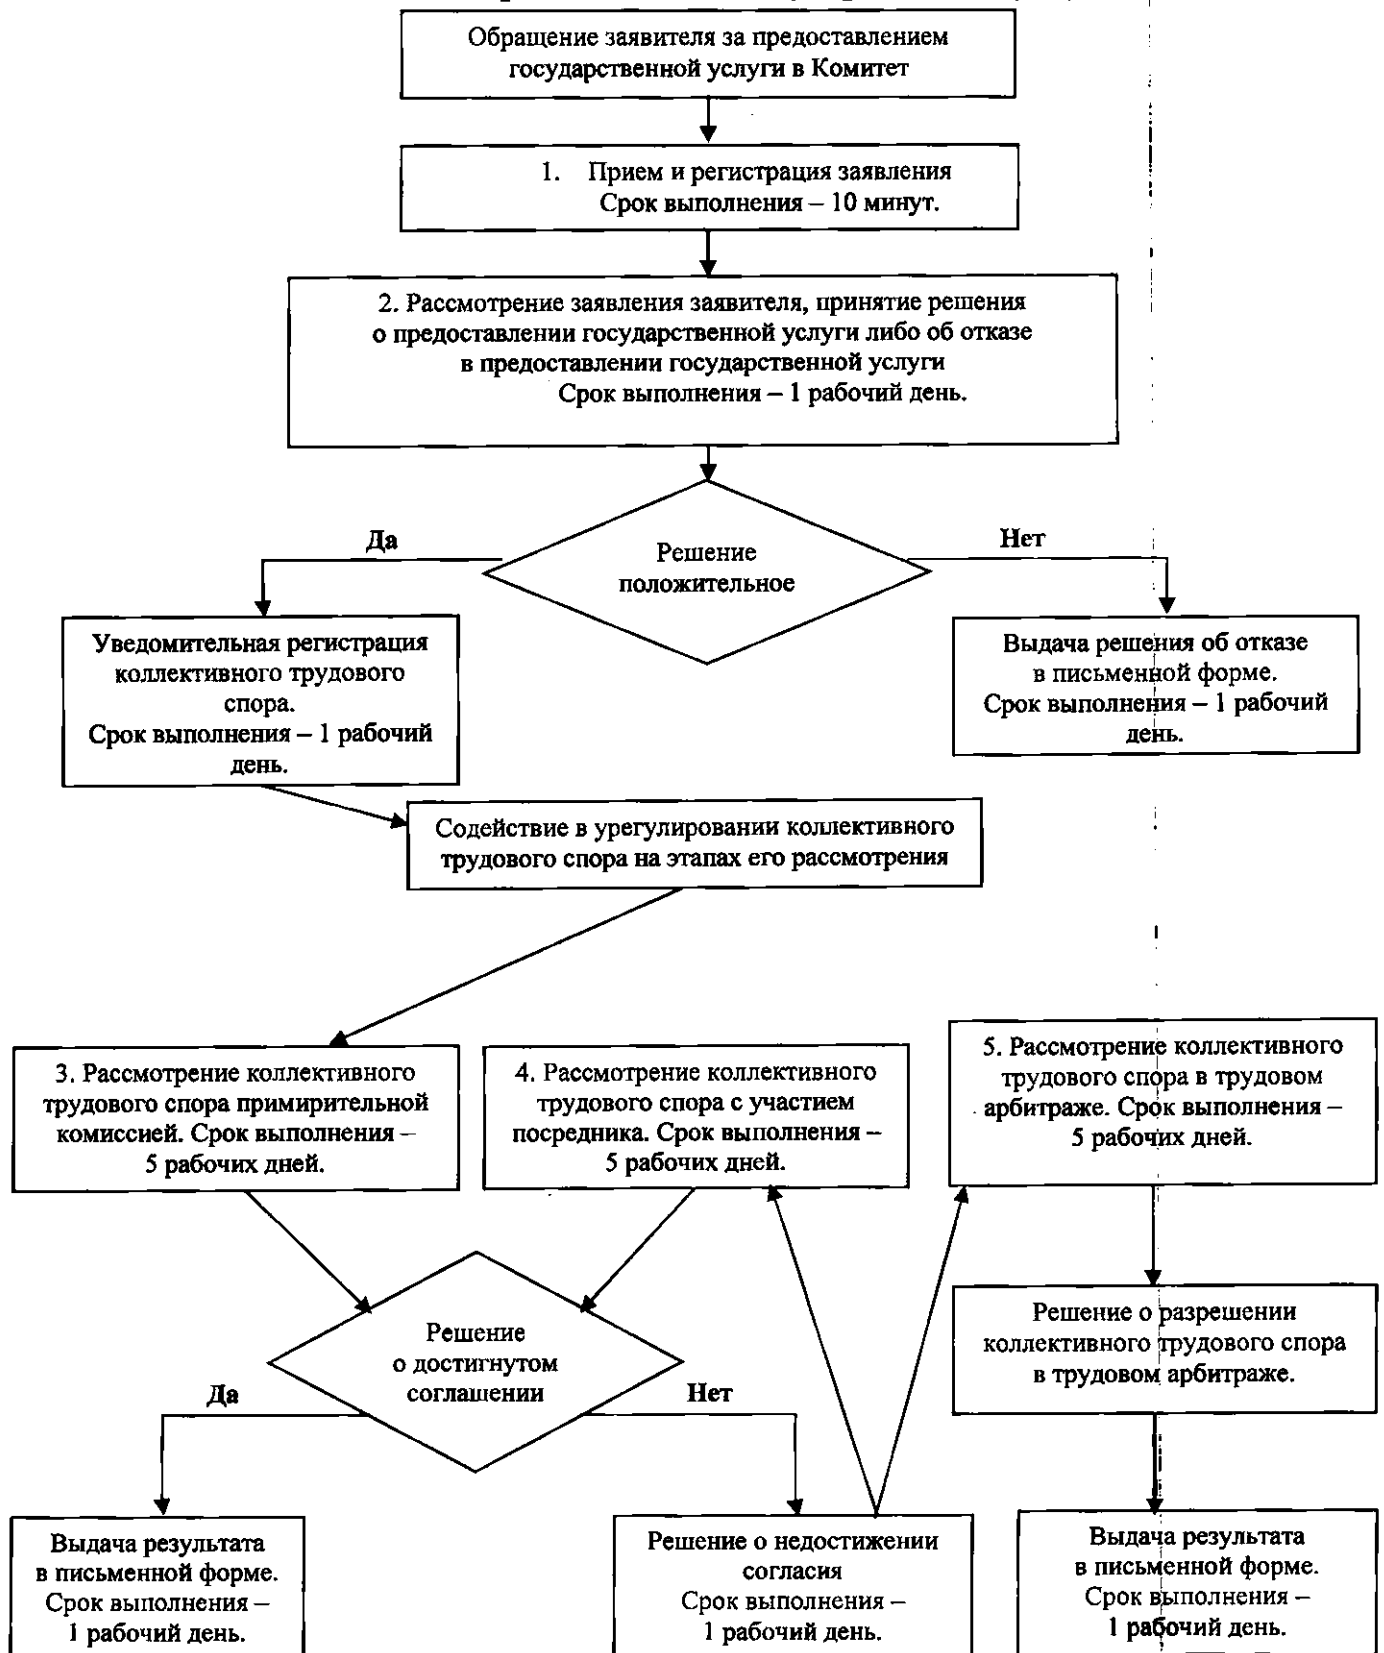 Обращение заявителя за предоставлением
государственной услуги в Комитет
1. Прием и регистрация заявления
Срок выполнения – 10 минут.
2. Рассмотрение заявления заявителя, принятие решения
о предоставлении государственной услуги либо об отказе
в предоставлении государственной услуги
Срок выполнения – 1 рабочий день.
Да
Нет
Решение
положительное
Уведомительная регистрация
коллективного трудового
спора.
Срок выполнения – 1 рабочий
день.
Выдача решения об отказе
в письменной форме.
Срок выполнения – 1 рабочий
день.
Содействие в урегулировании коллективного
трудового спора на этапах его рассмотрения
3. Рассмотрение коллективного
трудового спора примирительной
комиссией. Срок выполнения –
5 рабочих дней.
4. Рассмотрение коллективного
трудового спора с участием
посредника. Срок выполнения –
5 рабочих дней.
5. Рассмотрение коллективного
трудового спора в трудовом
арбитраже. Срок выполнения –
5 рабочих дней.
Решение
о достигнутом
соглашении
Да
Нет
Решение о разрешении
коллективного трудового спора
в трудовом арбитраже.
Выдача результата
в письменной форме.
Срок выполнения –
1 рабочий день.
Решение о недостижении
согласия
Срок выполнения –
1 рабочий день.
Выдача результата
в письменной форме.
Срок выполнения –
1 рабочий день.